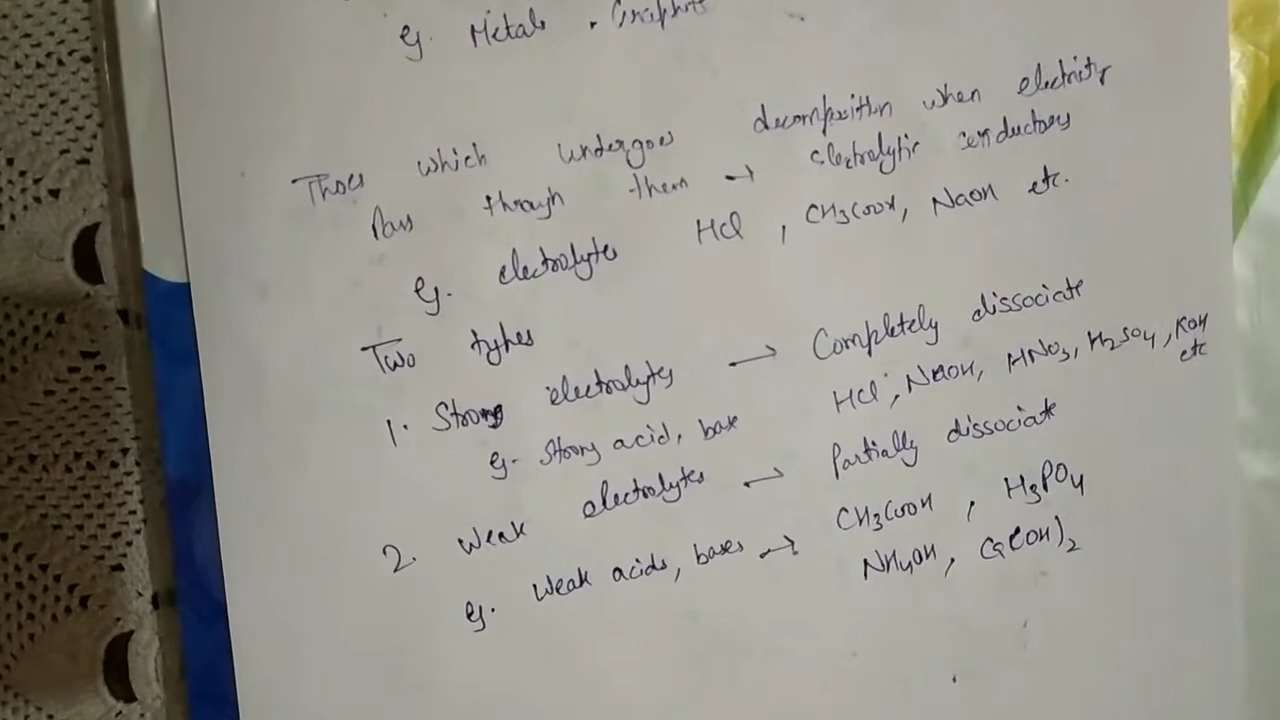 eg. Metals, Graphite
Thoes which undergoes decomposition when electricity
Pass through them → electrolytic conductors
eg. electrolytes HCl, CH3COOH, NaOH etc.
Two types
1. Strong electrolytes → Completely dissociate
eg. Strong acid, base HCl, NaOH, HNO3, H2SO4, KOH etc
2. Weak electrolytes → Partially dissociate
eg. Weak acids, bases → CH3COOH, H3PO4
NH4OH, Ca(OH)2